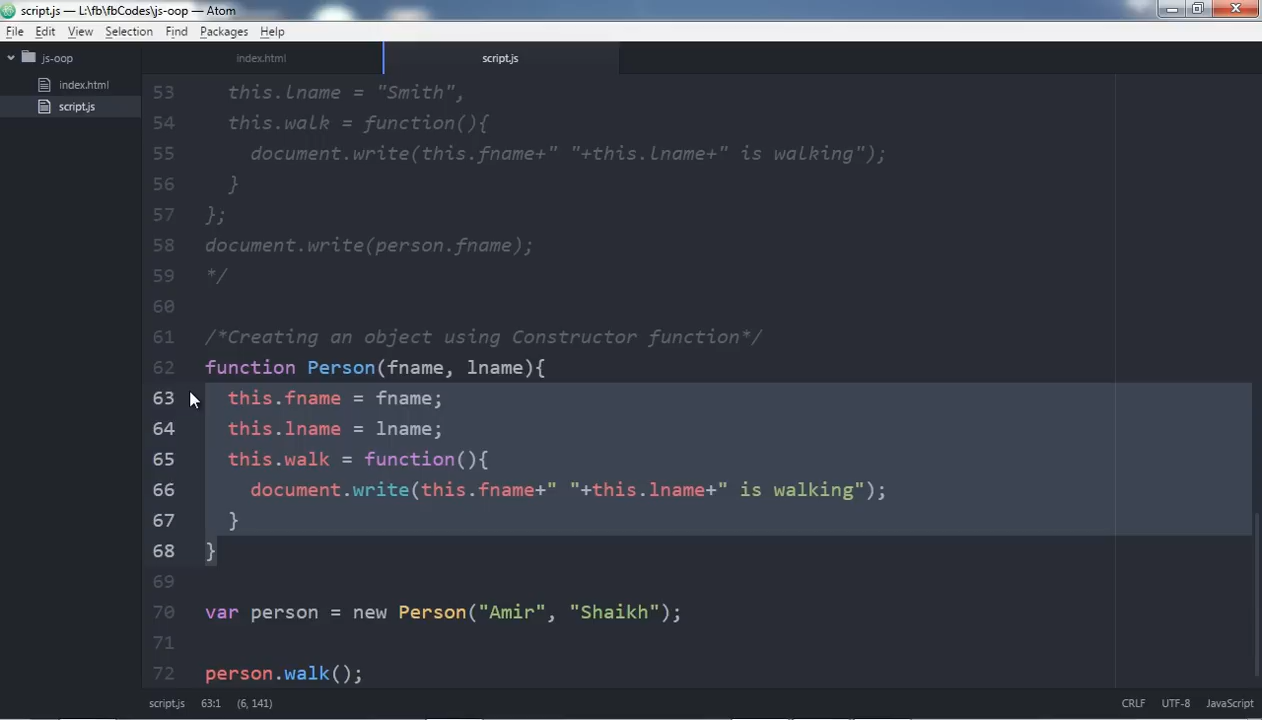 script.js — L:\fb\fbCodes\js-oop — Atom
File Edit View Selection Find Packages Help
js-oop
index.html
script.js
index.html script.js
53 this.lname = "Smith",
54 this.walk = function(){
55 document.write(this.fname+" "+this.lname+" is walking");
56 }
57 };
58 document.write(person.fname);
59 */
60
61 /*Creating an object using Constructor function*/
62 function Person(fname, lname){
63 this.fname = fname;
64 this.lname = lname;
65 this.walk = function(){
66 document.write(this.fname+" "+this.lname+" is walking");
67 }
68 }
69
70 var person = new Person("Amir", "Shaikh");
71
72 person.walk();
script.js 63:1 (6, 141) CRLF UTF-8 JavaScript